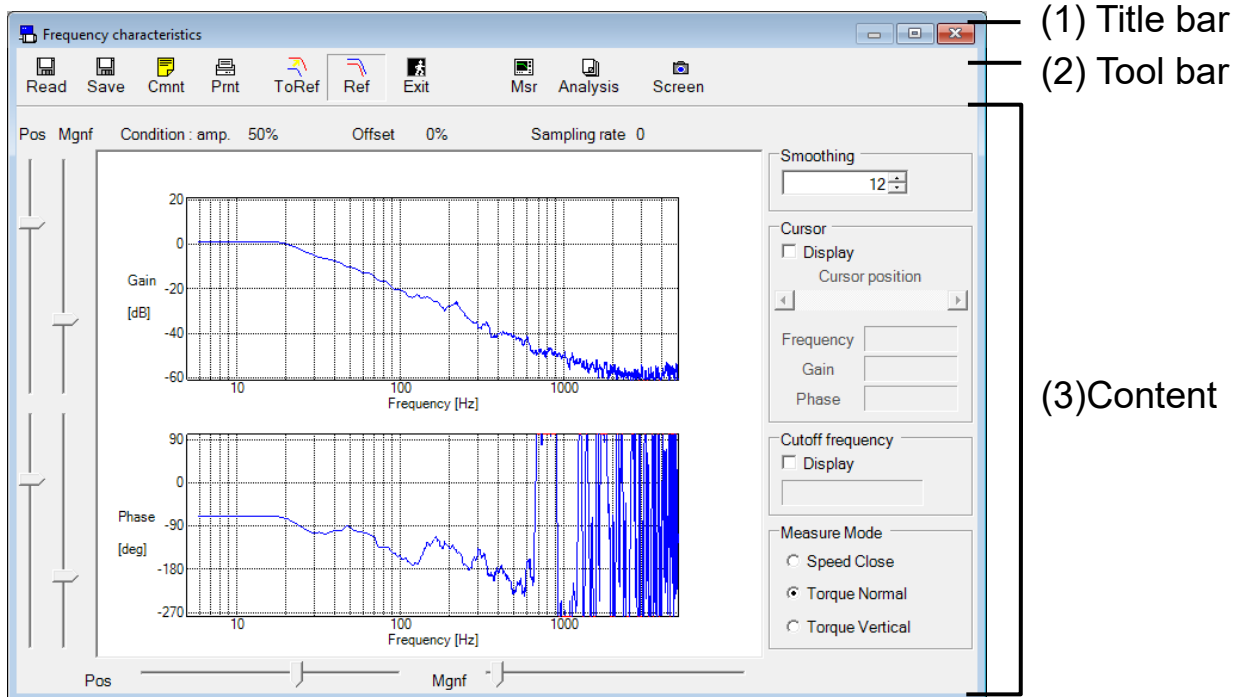 Frequency characteristics
(1) Title bar
Read Save Cmnt Prnt ToRef Ref Exit Msr Analysis Screen
(2) Tool bar
Pos Mgnf Condition : amp. 50% Offset 0% Sampling rate 0
Smoothing
12
Cursor
Display
Cursor position
Frequency
Gain
Phase
Cutoff frequency
Display
Measure Mode
Speed Close
Torque Normal
Torque Vertical
(3)Content
20
0
Gain -20
[dB]
-40
-60
10 100 1000
Frequency [Hz]
90
0
Phase -90
[deg]
-180
-270
10 100 1000
Frequency [Hz]
Pos Mgnf